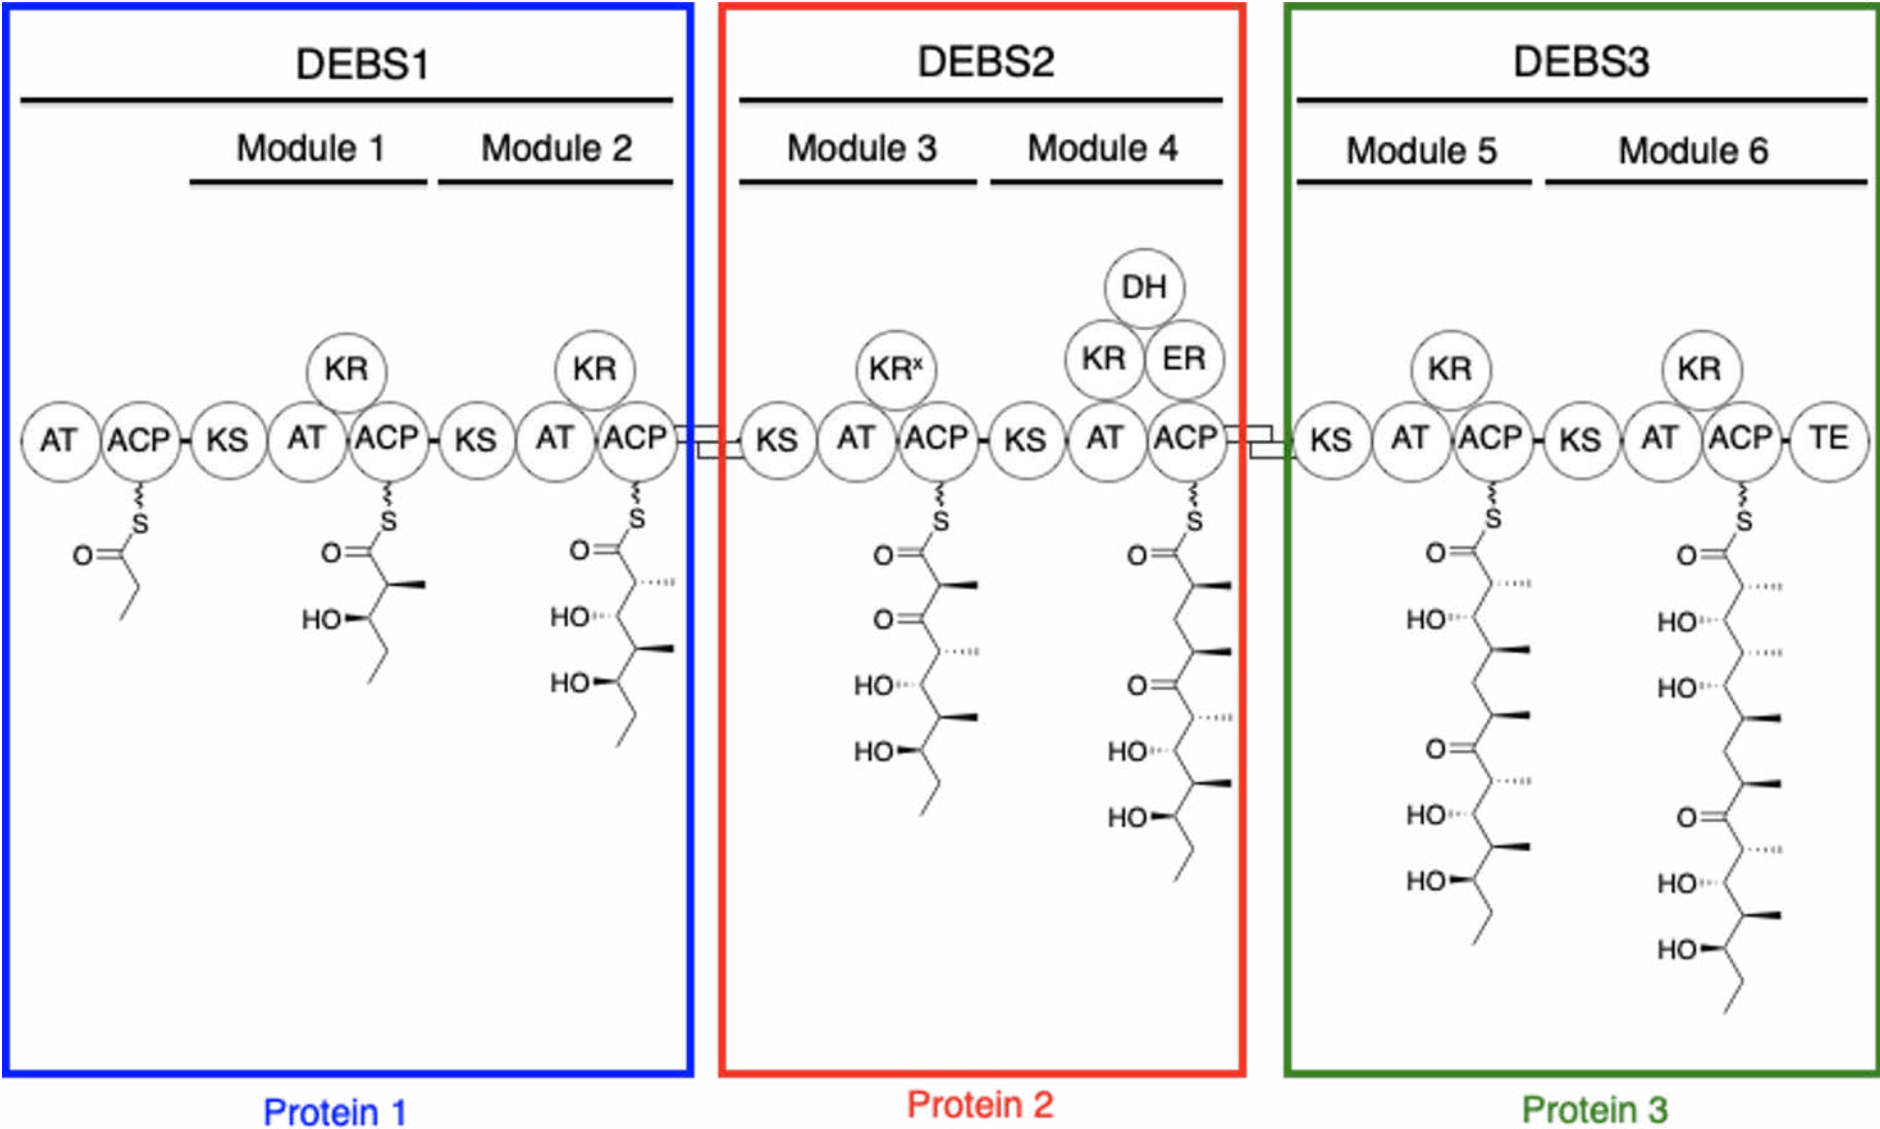 DEBS1 DEBS2 DEBS3
Module 1 Module 2 Module 3 Module 4 Module 5 Module 6
DH
KR KR KRˣ KR ER KR KR
AT ACP KS AT ACP KS AT ACP KS AT ACP KS AT ACP KS AT ACP KS AT ACP TE
S S S S S S S
O O O O O O O
HO HO O HO HO
O HO
HO HO HO
O
HO HO O
HO HO
HO HO
HO
Protein 1 Protein 2 Protein 3